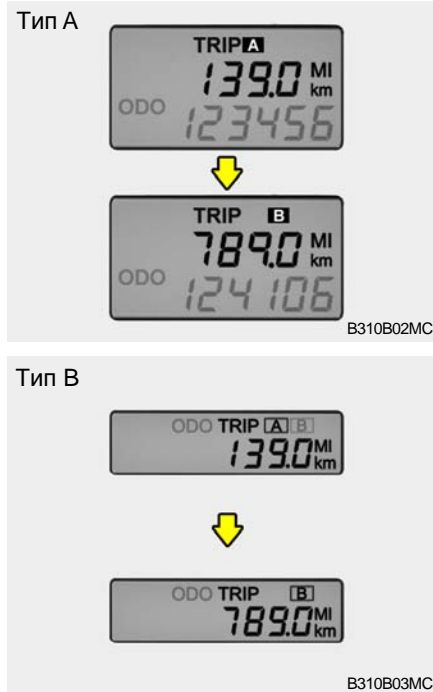 Тип А
TRIP A
139.0 MI
km
ODO 123456
TRIP B
789.0 MI
km
ODO 124106
B310B02MC
Тип В
ODO TRIP A B
139.0 MI
km
ODO TRIP B
789.0 MI
km
B310B03MC